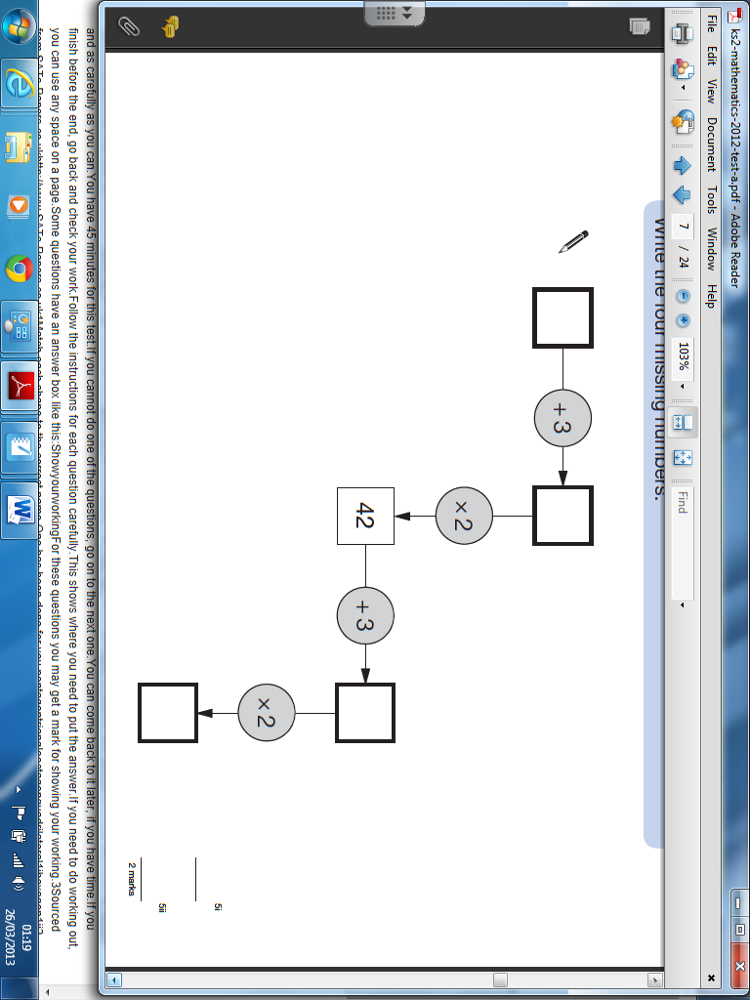 ks2-mathematics-2012-test-a.pdf - Adobe Reader
File Edit View Document Tools Window Help
7 / 24 103% Find
Write the four missing numbers.
+3
×2
42
+3
×2
5i
5ii
2 marks
and as carefully as you can.You have 45 minutes for this test.If you cannot do one of the questions, go on to the next one.You can come back to it later, if you have time.If you
finish before the end, go back and check your work.Follow the instructions for each question carefully.This shows where you need to put the answer.If you need to do working out,
you can use any space on a page.Some questions have an answer box like this:ShowyourworkingFor these questions you may get a mark for showing your working.3Sourced
01:19
26/03/2013